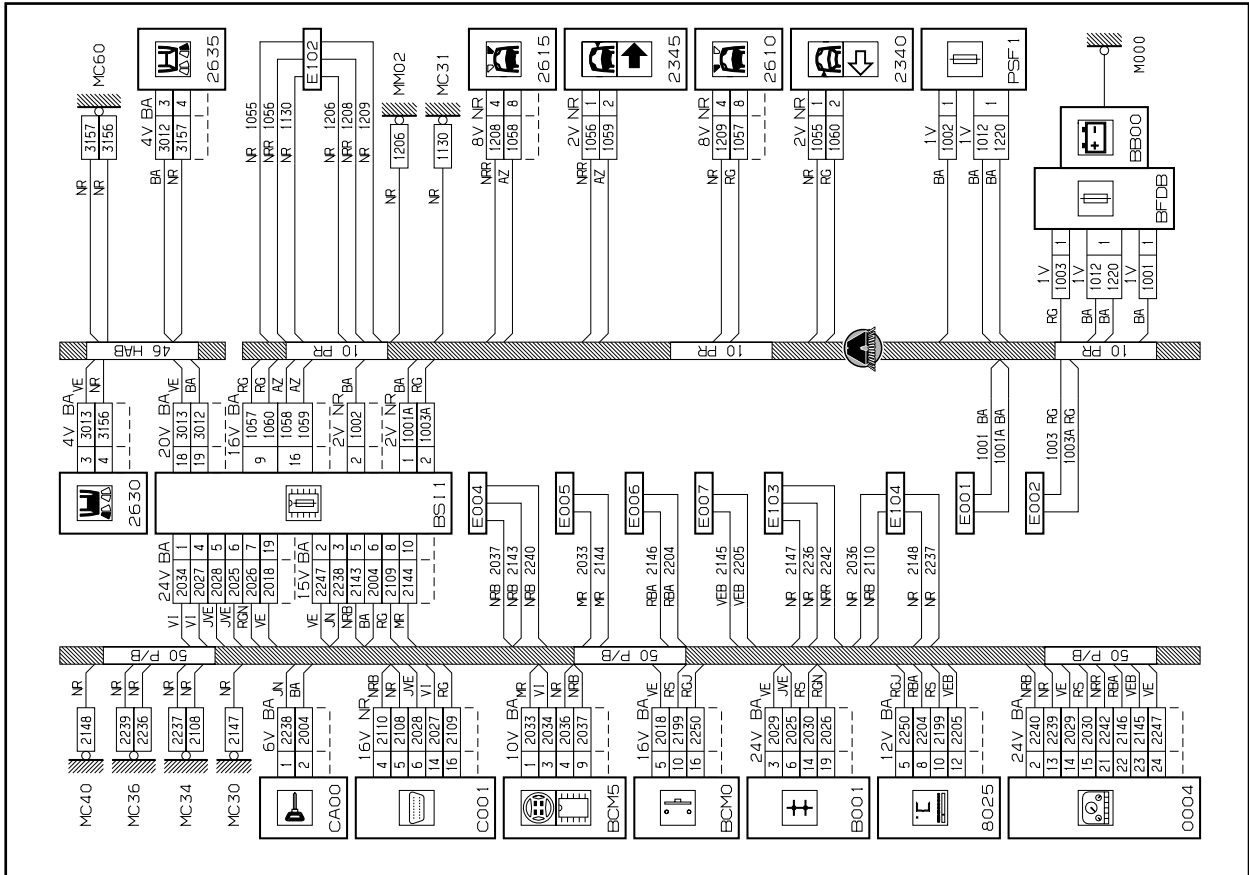 MC60
3157
3156
NR
NR
2635
4V BA
3
4
3012
3157
BA
NR
E102
NR 1055
NRR 1056
NR 1130
NR 1206
NRR 1208
NR 1209
MM02
1206
NR
MC31
1130
NR
2615
8V NR
4
8
1208
1058
NRR
AZ
2345
2V NR
1
2
1056
1059
NRR
AZ
2610
8V NR
4
8
1209
1057
NR
RG
2340
2V NR
1
2
1055
1060
NR
RG
PSF1
1V
1
1002
BA
1V
1
1012
1220
BA
BA
M000
BB00
BFDB
1V
1
1003
RG
1V
1
1012
1220
BA
BA
1V
1
1001
BA
46 HAB
10 PR
10 PR
10 PR
2630
4V BA
3
4
3013
3156
VE
NR
BSI1
20V BA
18
19
3013
3012
VE
BA
16V BA
9
16
1057
1060
1058
1059
RG
RG
AZ
AZ
2V NR
2
1002
BA
2V NR
1
2
1001A
1003A
BA
RG
24V BA
1
4
5
6
7
19
2034
2027
2028
2025
2026
2018
VI
VI
JVE
JVE
RGN
VE
15V BA
2
3
5
6
8
10
2247
2238
2143
2004
2109
2144
VE
JN
NRB
BA
RG
MR
E004
NRB 2037
NRB 2143
NRB 2240
E005
MR 2033
MR 2144
E006
RBA 2146
RBA 2204
E007
VEB 2145
VEB 2205
E103
NR 2147
NR 2236
NRR 2242
E104
NR 2036
NRB 2110
NR 2148
NR 2237
E001
1001 BA
1001A BA
E002
1003 RG
1003A RG
50 P/B
50 P/B
50 P/B
MC40
2148
NR
MC36
2239
2236
NR
NR
MC34
2237
2108
NR
NR
MC30
2147
NR
CA00
6V BA
1
2
2238
2004
JN
BA
C001
16V NR
4
5
6
14
16
2110
2108
2028
2027
2109
NRB
NR
JVE
VI
RG
BCM5
10V BA
1
3
4
9
2033
2034
2036
2037
MR
VI
NR
NRB
BCM0
16V BA
5
10
16
2018
2199
2250
VE
RS
RGJ
B001
24V BA
3
6
14
19
2029
2025
2030
2026
VE
JVE
RS
RGN
8025
12V BA
5
8
10
12
2250
2204
2199
2205
RGJ
RBA
RS
VEB
0004
24V BA
2
13
14
15
21
22
23
24
2240
2239
2029
2030
2242
2146
2145
2247
NRB
NR
VE
RS
NRR
RBA
VEB
VE